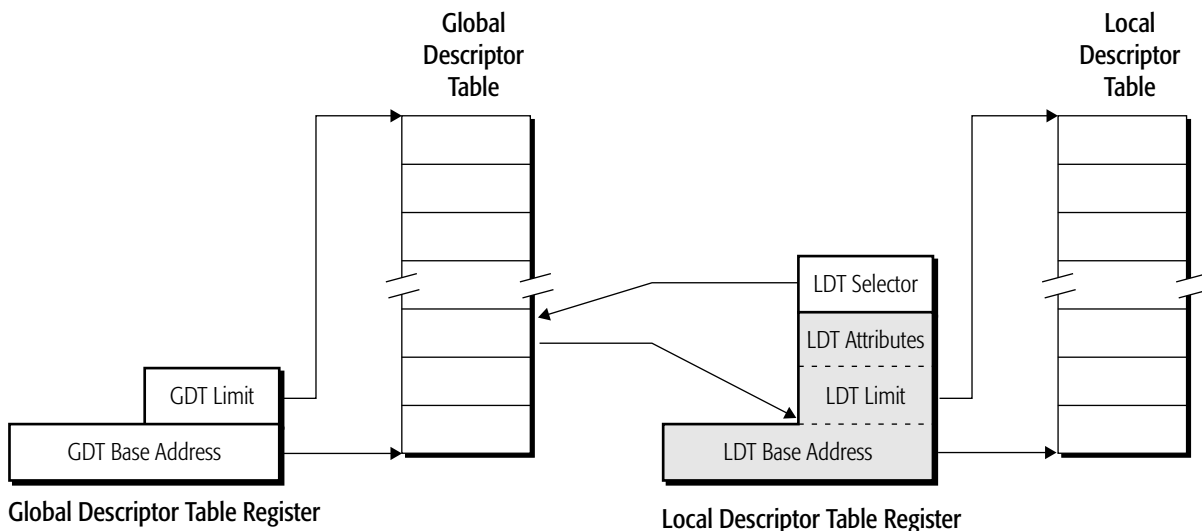 Global
Descriptor
Table
Local
Descriptor
Table
LDT Selector
LDT Attributes
GDT Limit
LDT Limit
GDT Base Address
LDT Base Address
Global Descriptor Table Register
Local Descriptor Table Register